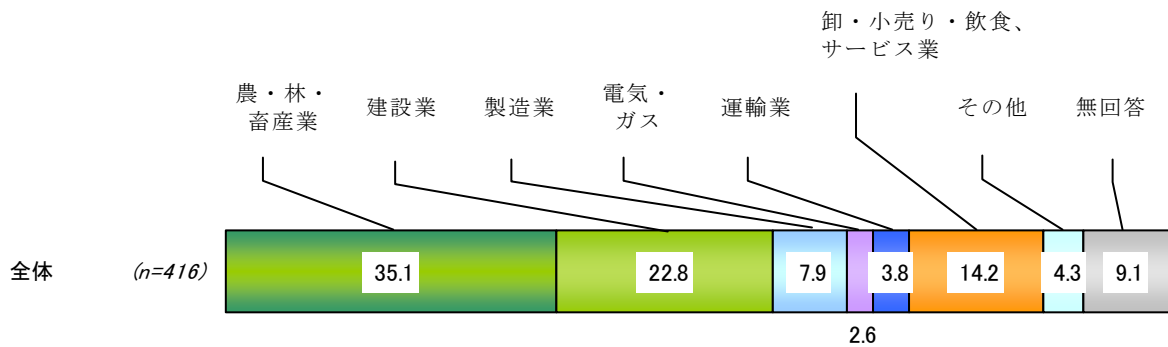 卸・小売り・飲食、
サービス業
農・林・
畜産業
建設業
製造業
電気・
ガス
運輸業
その他
無回答
全体
(n=416)
35.1
22.8
7.9
3.8
14.2
4.3
9.1
2.6